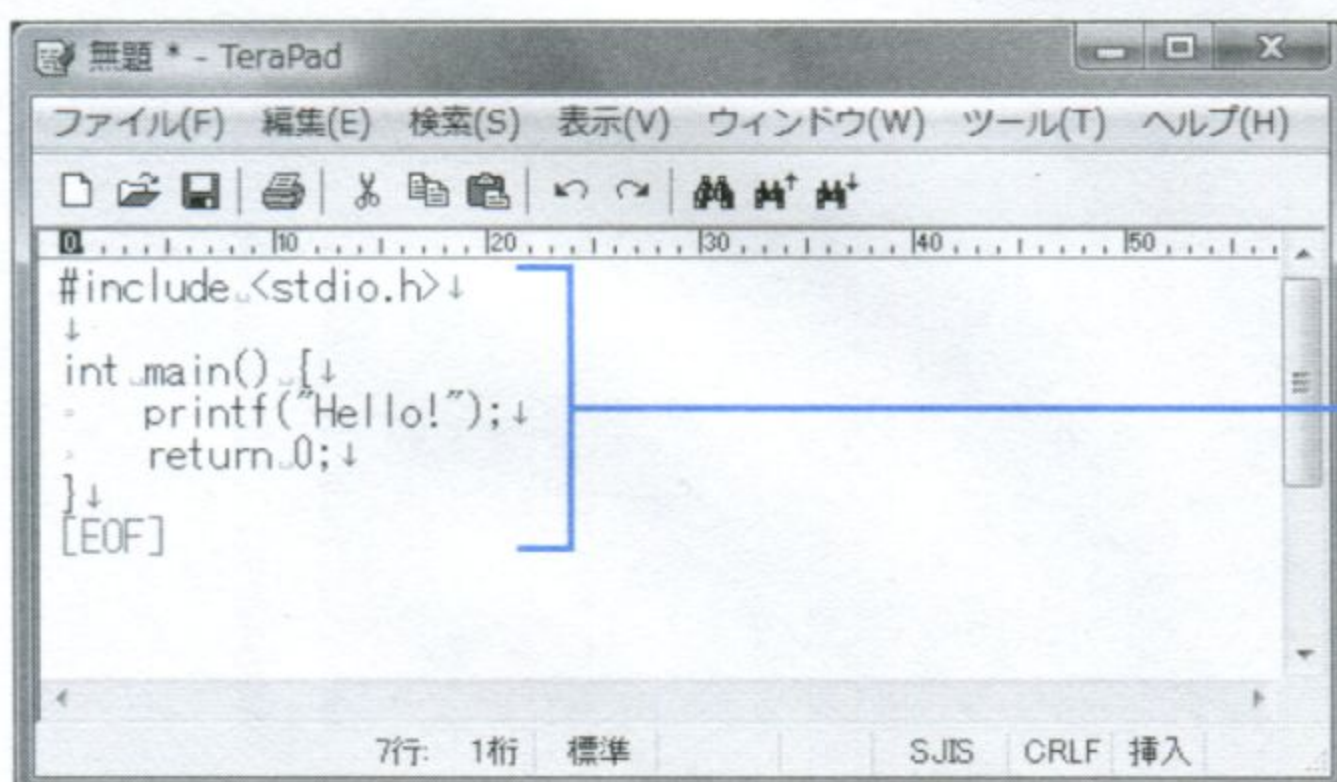 無題 * - TeraPad
ファイル(F) 編集(E) 検索(S) 表示(V) ウィンドウ(W) ツール(T) ヘルプ(H)
0 10 20 30 40 50
#include <stdio.h>↓
↓
int main() {↓
printf("Hello!");↓
return 0;↓
}↓
[EOF]
7行: 1桁 標準 SJIS CRLF 挿入